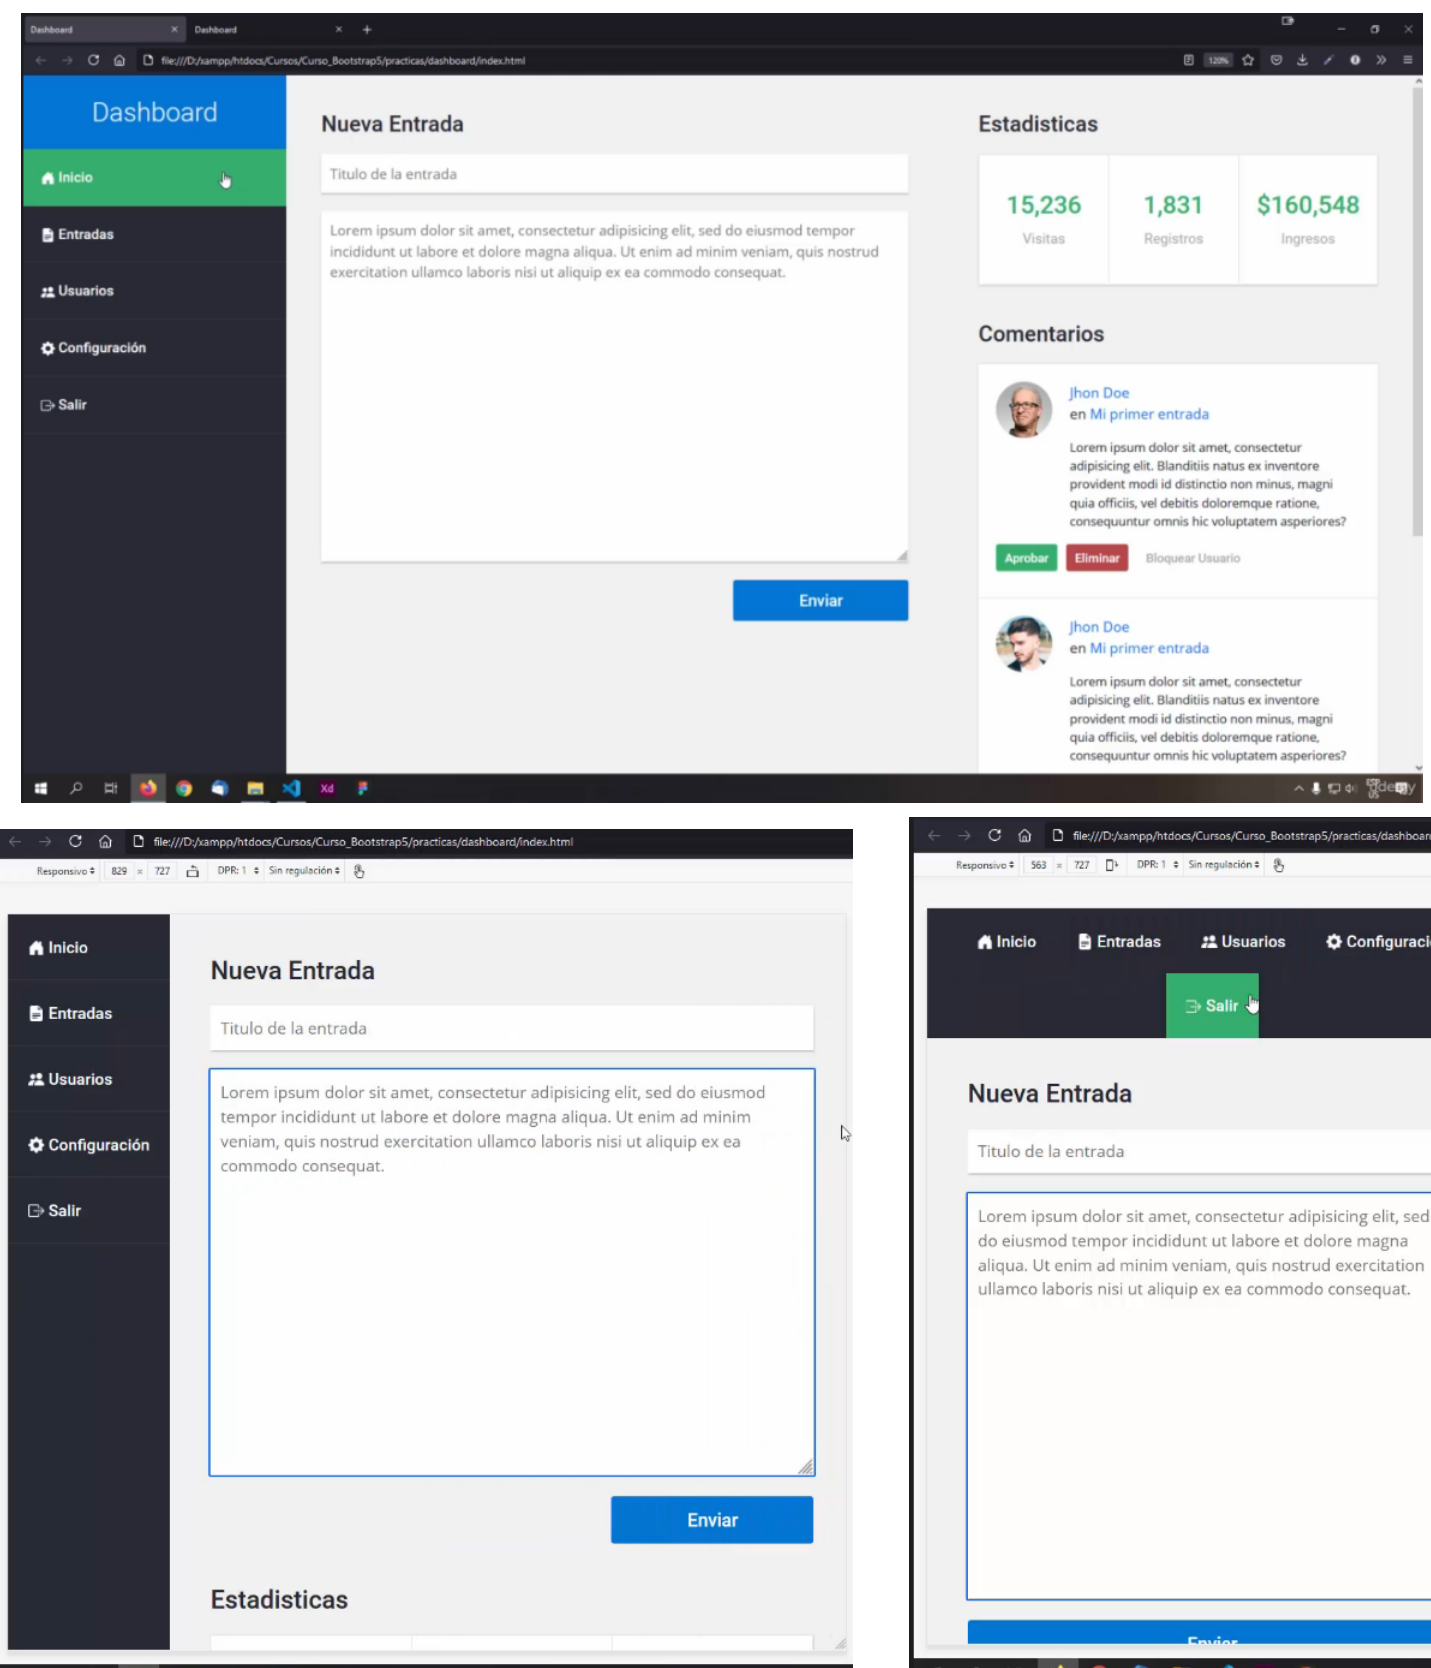 Dashboard
Dashboard
file:///D:/xampp/htdocs/Cursos/Curso_Bootstrap5/practicas/dashboard/index.html
120%
Dashboard
Inicio
Entradas
Usuarios
Configuración
Salir
Nueva Entrada
Titulo de la entrada
Lorem ipsum dolor sit amet, consectetur adipisicing elit, sed do eiusmod tempor
incididunt ut labore et dolore magna aliqua. Ut enim ad minim veniam, quis nostrud
exercitation ullamco laboris nisi ut aliquip ex ea commodo consequat.
Enviar
Estadisticas
15,236
Visitas
1,831
Registros
$160,548
Ingresos
Comentarios
Jhon Doe
en Mi primer entrada
Lorem ipsum dolor sit amet, consectetur
adipisicing elit. Blanditiis natus ex inventore
provident modi id distinctio non minus, magni
quia officiis, vel debitis doloremque ratione,
consequuntur omnis hic voluptatem asperiores?
Aprobar
Eliminar
Bloquear Usuario
Jhon Doe
en Mi primer entrada
Lorem ipsum dolor sit amet, consectetur
adipisicing elit. Blanditiis natus ex inventore
provident modi id distinctio non minus, magni
quia officiis, vel debitis doloremque ratione,
consequuntur omnis hic voluptatem asperiores?
Xd
file:///D:/xampp/htdocs/Cursos/Curso_Bootstrap5/practicas/dashboard/index.html
Responsivo 829 × 727 DPR: 1 Sin regulación
Inicio
Entradas
Usuarios
Configuración
Salir
Nueva Entrada
Titulo de la entrada
Lorem ipsum dolor sit amet, consectetur adipisicing elit, sed do eiusmod
tempor incididunt ut labore et dolore magna aliqua. Ut enim ad minim
veniam, quis nostrud exercitation ullamco laboris nisi ut aliquip ex ea
commodo consequat.
Enviar
Estadisticas
file:///D:/xampp/htdocs/Cursos/Curso_Bootstrap5/practicas/dashboar
Responsivo 563 × 727 DPR: 1 Sin regulación
Inicio Entradas Usuarios Configuraci
Salir
Nueva Entrada
Titulo de la entrada
Lorem ipsum dolor sit amet, consectetur adipisicing elit, sed
do eiusmod tempor incididunt ut labore et dolore magna
aliqua. Ut enim ad minim veniam, quis nostrud exercitation
ullamco laboris nisi ut aliquip ex ea commodo consequat.
Enviar